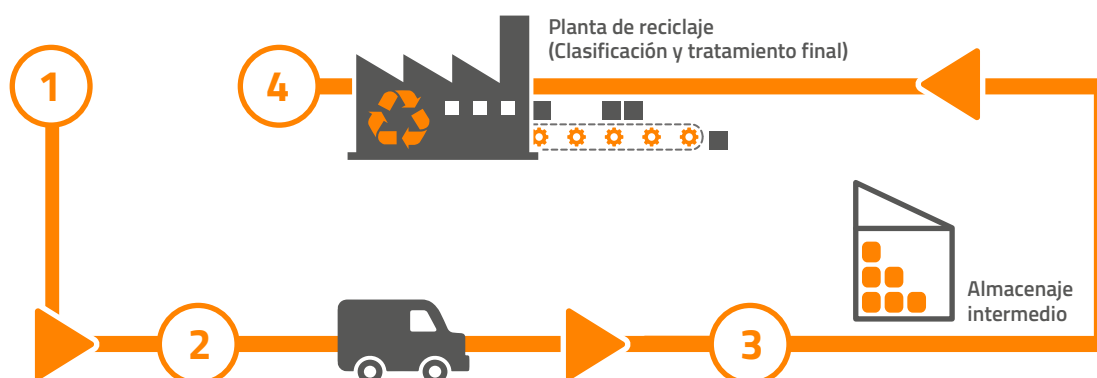 1
4
Planta de reciclaje
(Clasificación y tratamiento final)
Almacenaje
intermedio
2
3